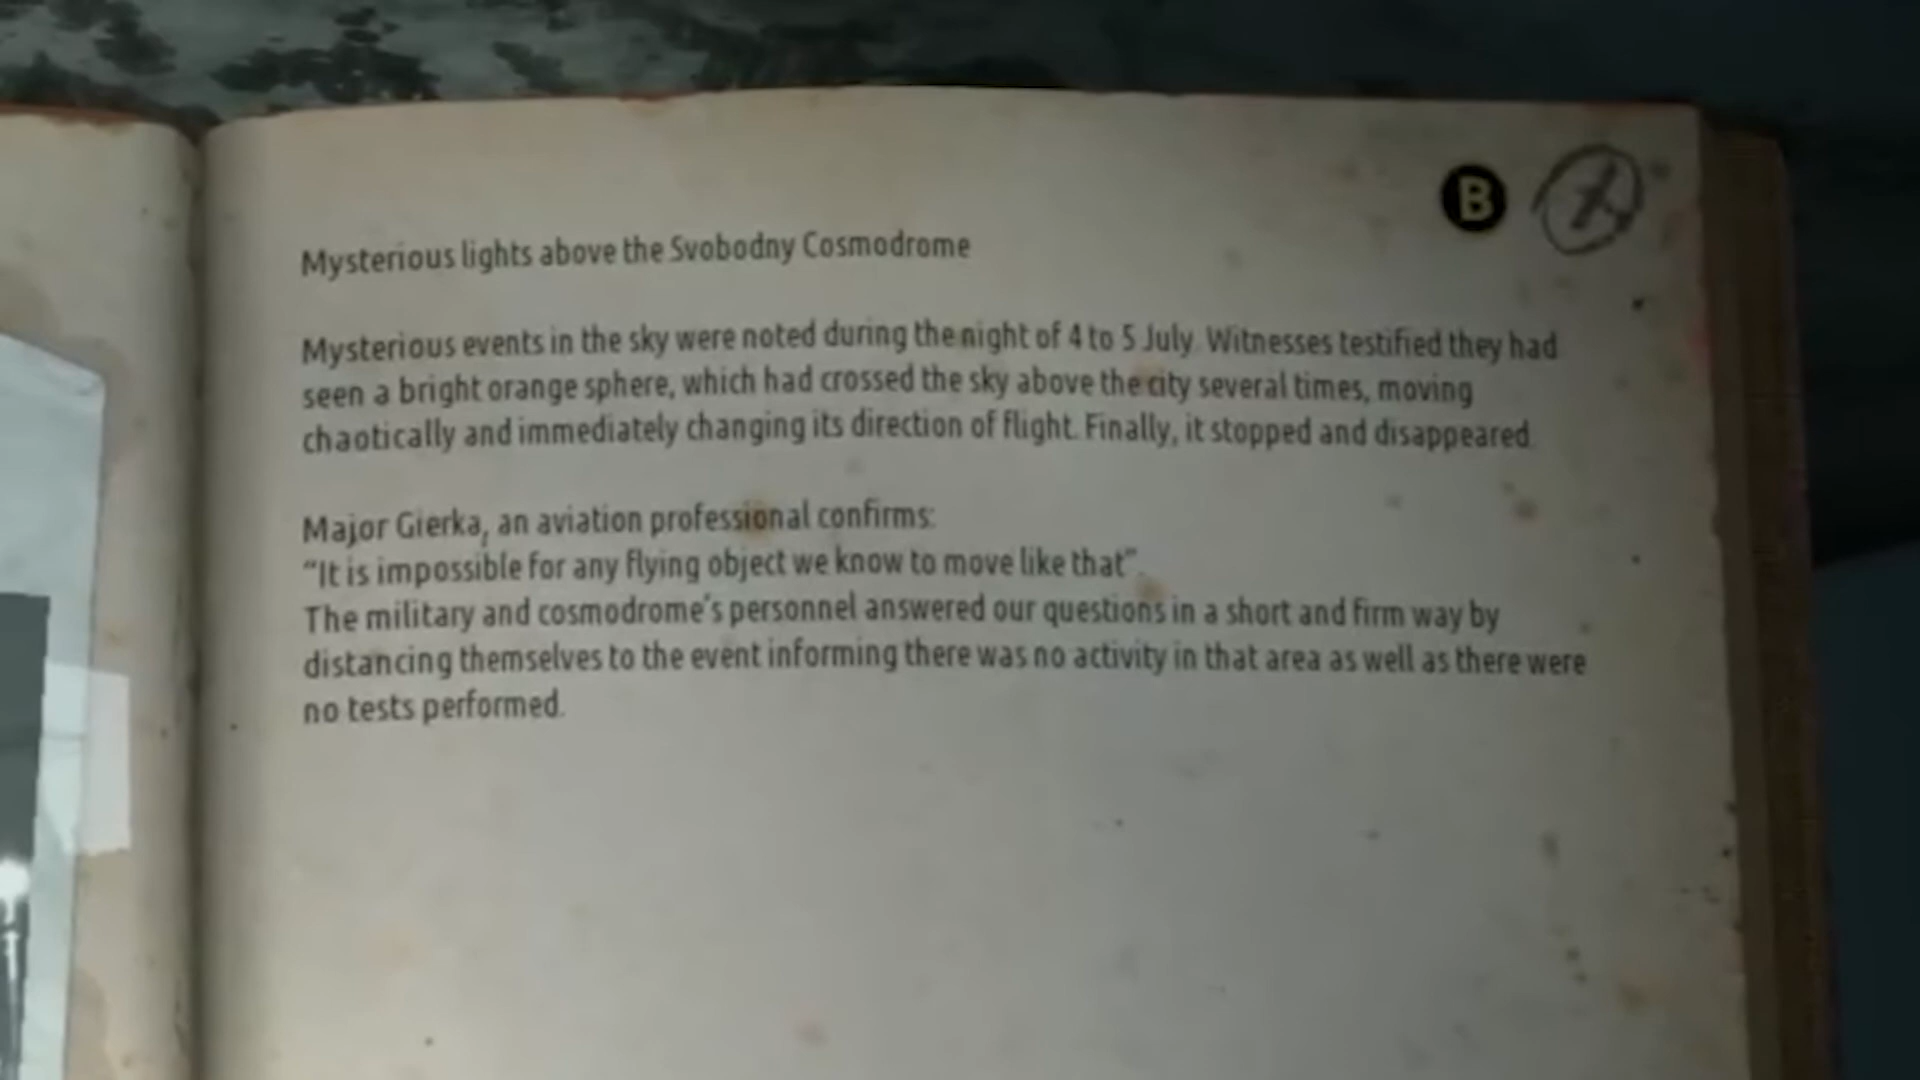 B
Mysterious lights above the Svobodny Cosmodrome
Mysterious events in the sky were noted during the night of 4 to 5 July. Witnesses testified they had
seen a bright orange sphere, which had crossed the sky above the city several times, moving
chaotically and immediately changing its direction of flight. Finally, it stopped and disappeared.
Major Gierka, an aviation professional confirms:
“It is impossible for any flying object we know to move like that”.
The military and cosmodrome's personnel answered our questions in a short and firm way by
distancing themselves to the event informing there was no activity in that area as well as there were
no tests performed.